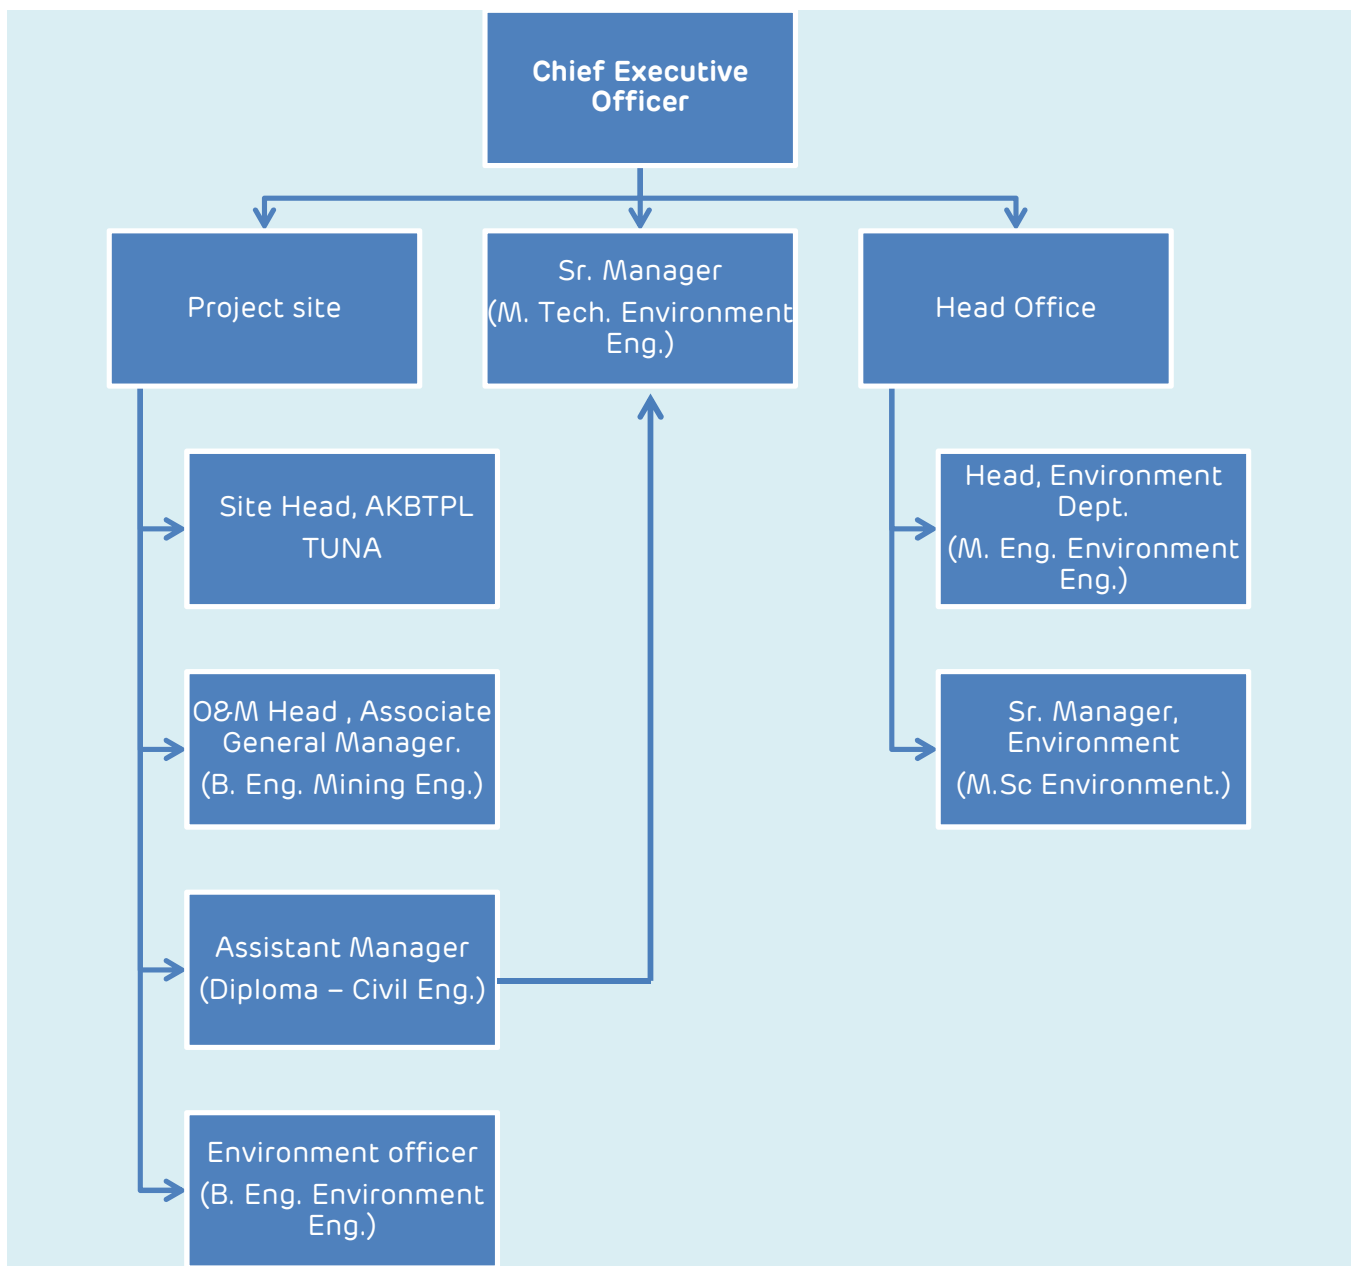 Chief Executive
Officer
Project site
Sr. Manager
(M. Tech. Environment
Eng.)
Head Office
Site Head, AKBTPL
TUNA
O&M Head , Associate
General Manager.
(B. Eng. Mining Eng.)
Assistant Manager
(Diploma – Civil Eng.)
Environment officer
(B. Eng. Environment
Eng.)
Head, Environment
Dept.
(M. Eng. Environment
Eng.)
Sr. Manager,
Environment
(M.Sc Environment.)